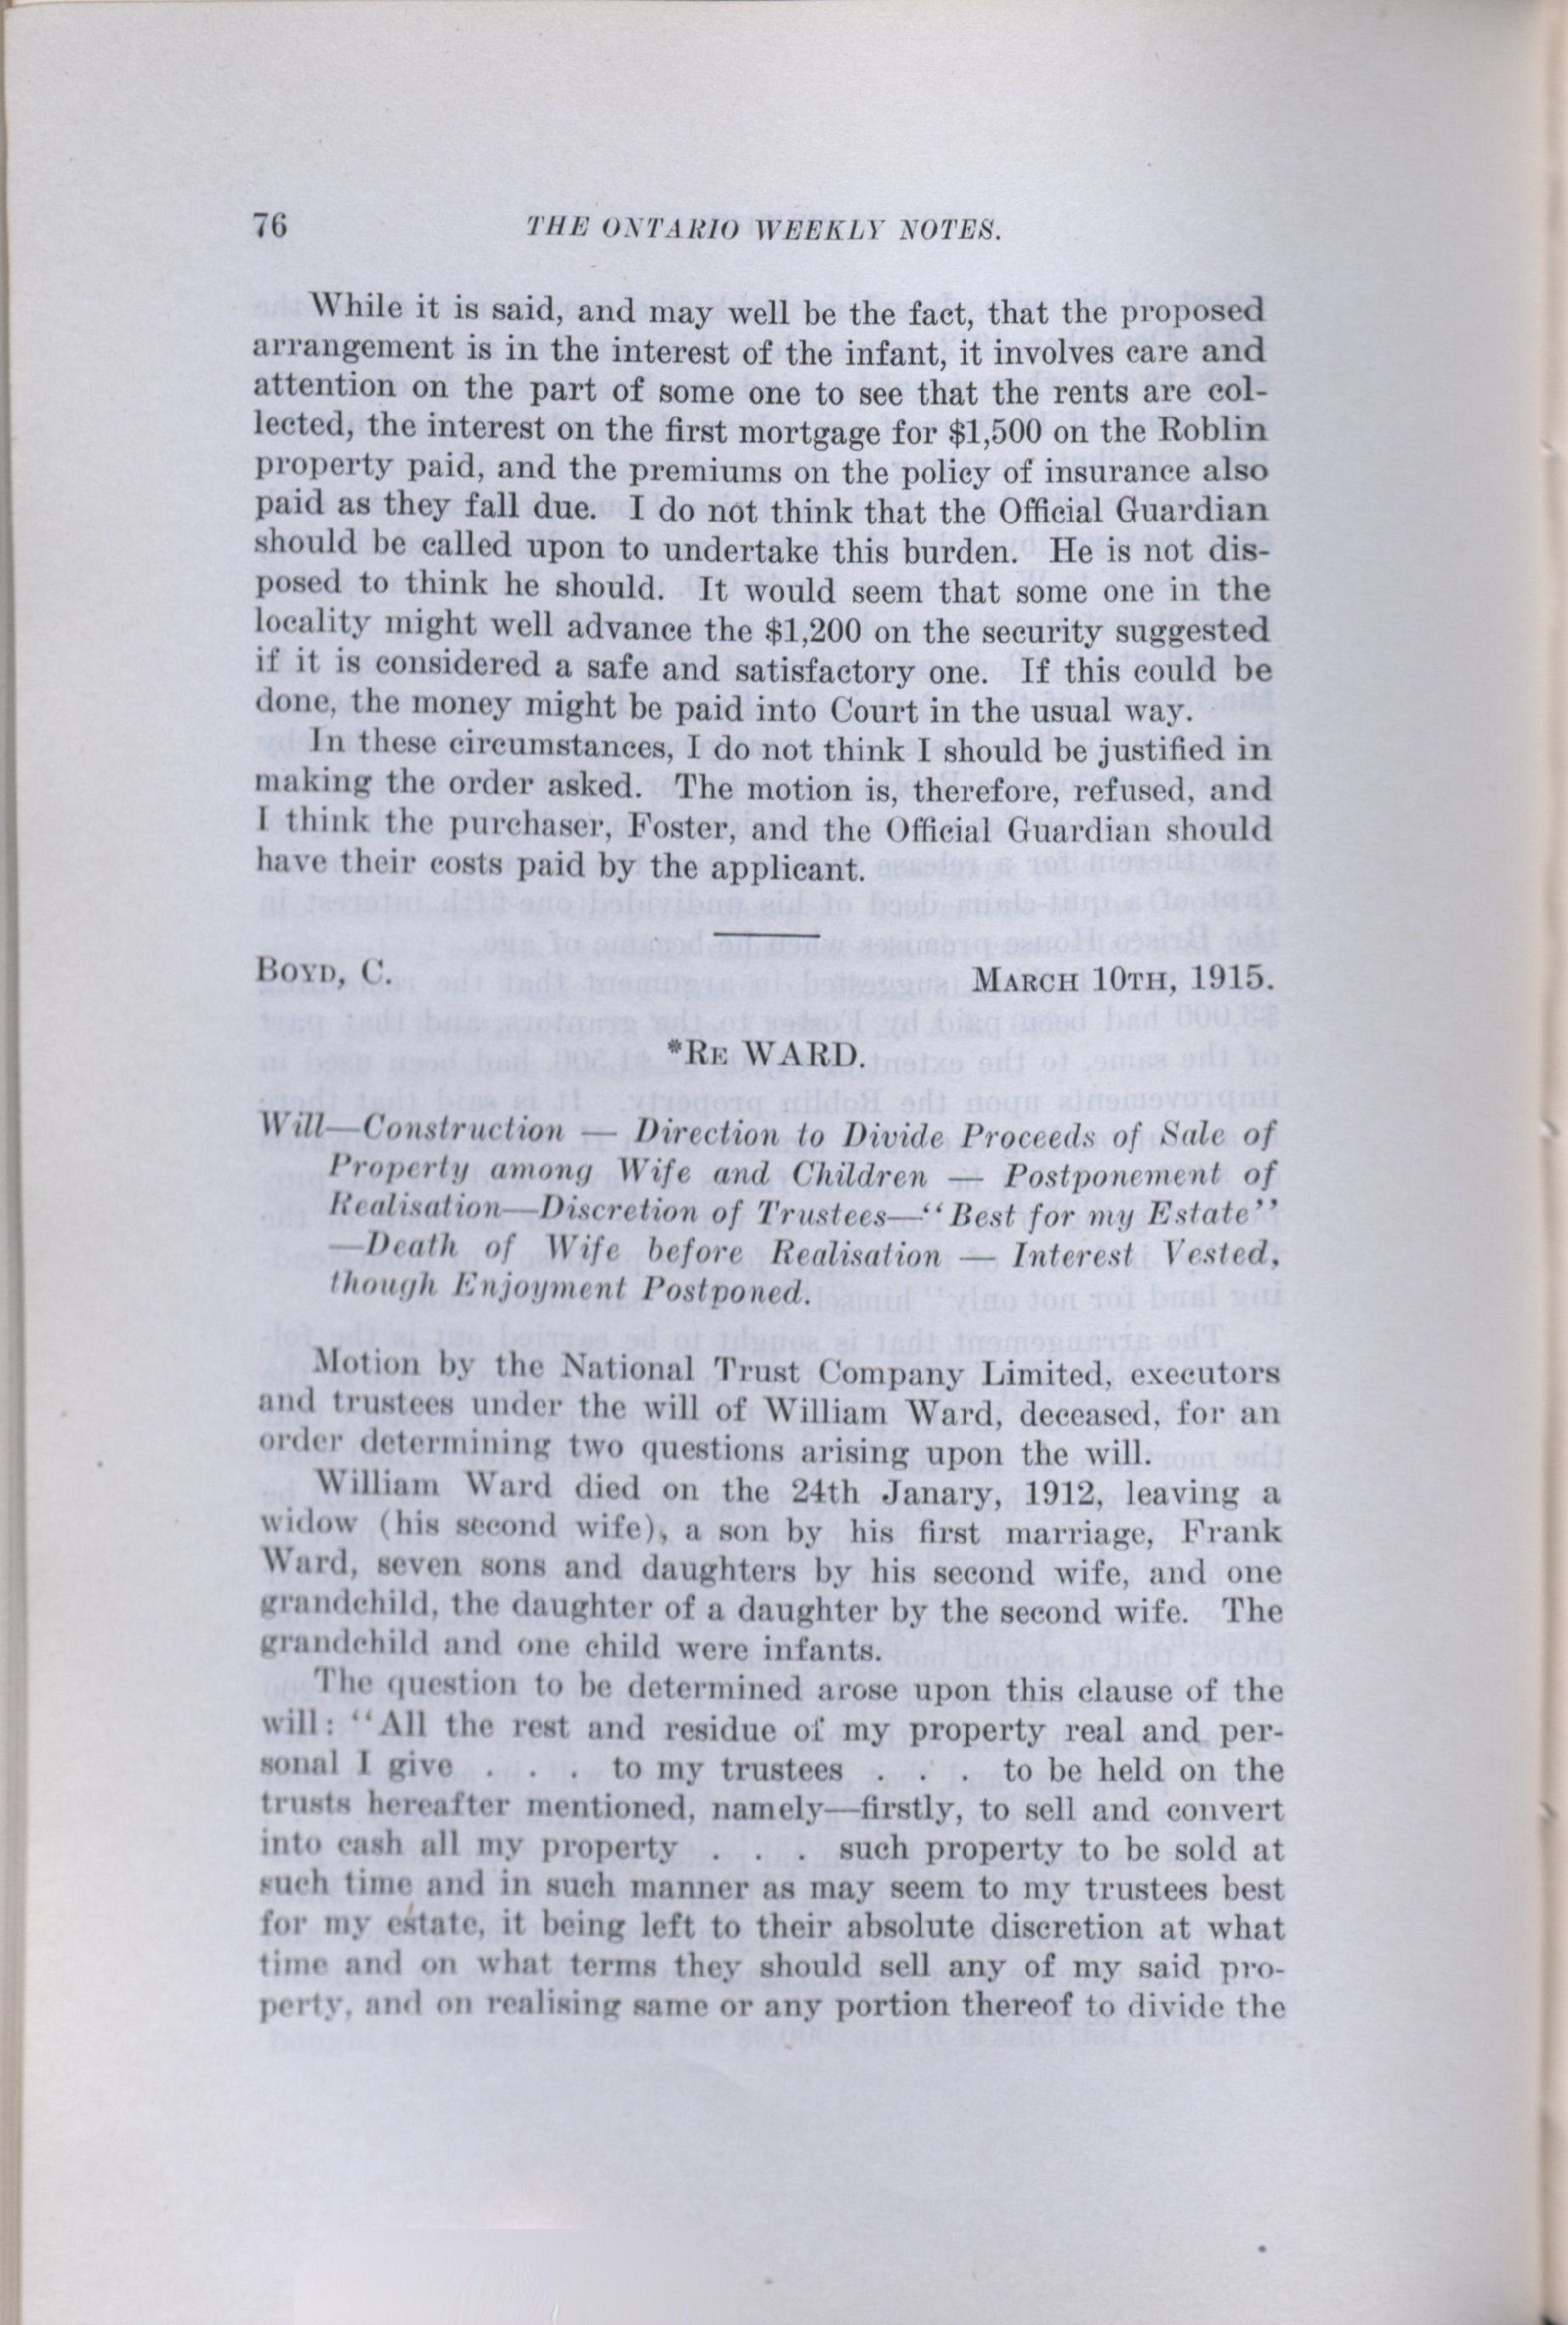 76 THE ONTARIO WEEKLY NOTES.
While it is said, and may well be the fact, that the proposed
arrangement is in the interest of the infant, it involves care and
attention on the part of some one to see that the rents are col-
lected, the interest on the first mortgage for $1,500 on the Roblin
property paid, and the premiums on the policy of insurance also
paid as they fall due. I do not think that the Official Guardian
should be called upon to undertake this burden. He is not dis-
posed to think he should. It would seem that some one in the
locality might well advance the $1,200 on the security suggested
if it is considered a safe and satisfactory one. If this could be
done, the money might be paid into Court in the usual way.
In these circumstances, I do not think I should be justified in
making the order asked. The motion is, therefore, refused, and
I think the purchaser, Foster, and the Official Guardian should
have their costs paid by the applicant.
BOYD, C. MARCH 10TH, 1915.
*RE WARD.
Will—Construction — Direction to Divide Proceeds of Sale of
Property among Wife and Children — Postponement of
Realisation—Discretion of Trustees—"Best for my Estate"
—Death of Wife before Realisation — Interest Vested,
though Enjoyment Postponed.
Motion by the National Trust Company Limited, executors
and trustees under the will of William Ward, deceased, for an
order determining two questions arising upon the will.
William Ward died on the 24th Janary, 1912, leaving a
widow (his second wife), a son by his first marriage, Frank
Ward, seven sons and daughters by his second wife, and one
grandchild, the daughter of a daughter by the second wife. The
grandchild and one child were infants.
The question to be determined arose upon this clause of the
will: "All the rest and residue of my property real and per-
sonal I give . . . to my trustees . . . to be held on the
trusts hereafter mentioned, namely—firstly, to sell and convert
into cash all my property . . . such property to be sold at
such time and in such manner as may seem to my trustees best
for my estate, it being left to their absolute discretion at what
time and on what terms they should sell any of my said pro-
perty, and on realising same or any portion thereof to divide the